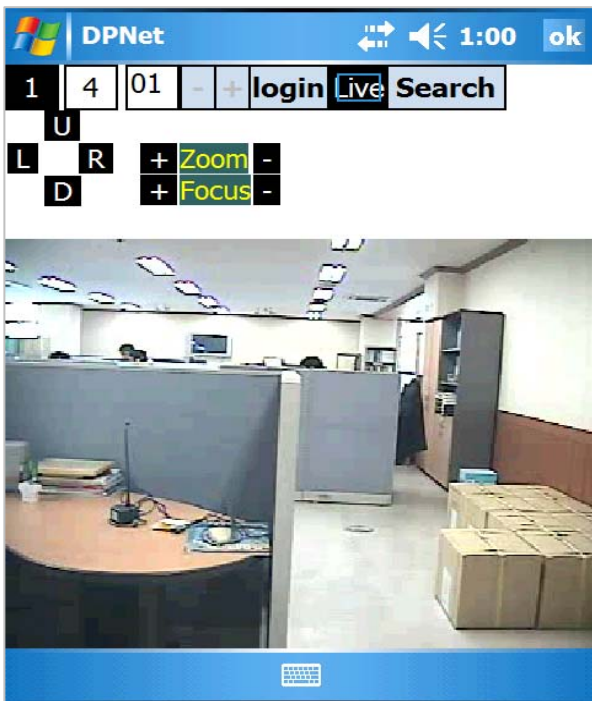 DPNet 1:00 ok
1 4 01 - + login Live Search
U
L R + Zoom -
D + Focus -